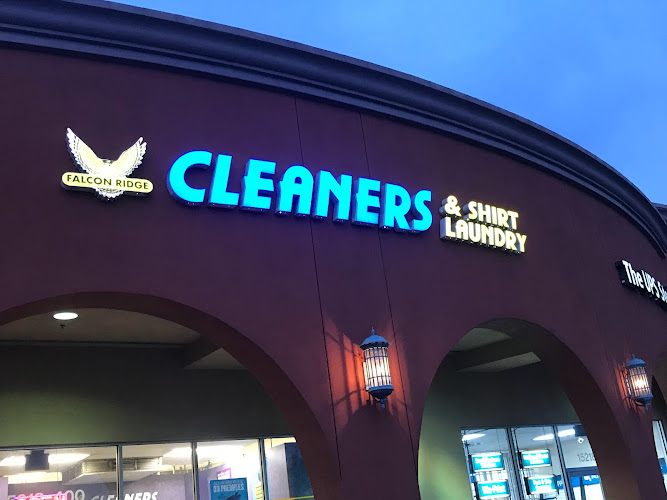 FALCON RIDGE
CLEANERS
& SHIRT
LAUNDRY
The UPS
CLEANERS